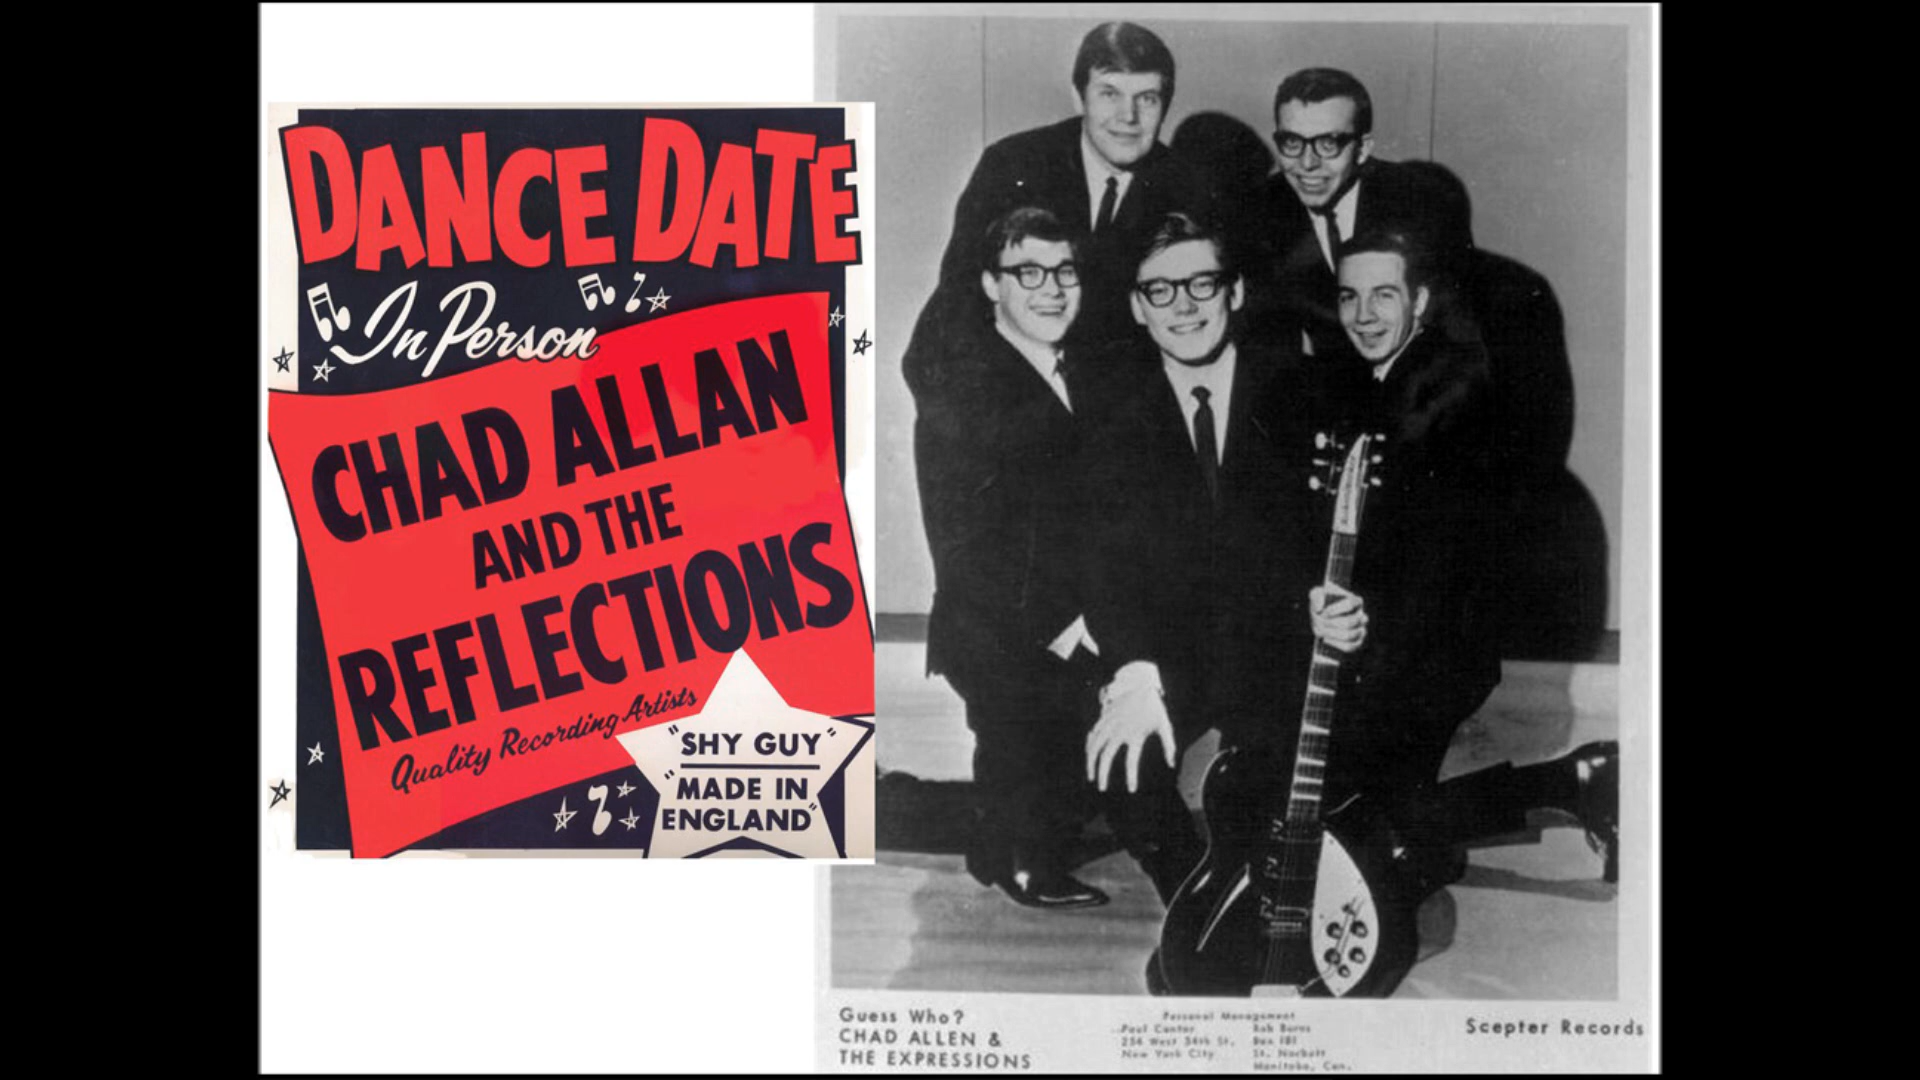 DANCE DATE
In Person
CHAD ALLAN
AND THE
REFLECTIONS
Quality Recording Artists
"SHY GUY"
"MADE IN
ENGLAND"
Guess Who?
CHAD ALLEN &
THE EXPRESSIONS
Personal Management
Paul Cantor
254 West 54th St.
New York City
Bob Burns
Box 181
St. Norbert
Manitoba, Can.
Scepter Records